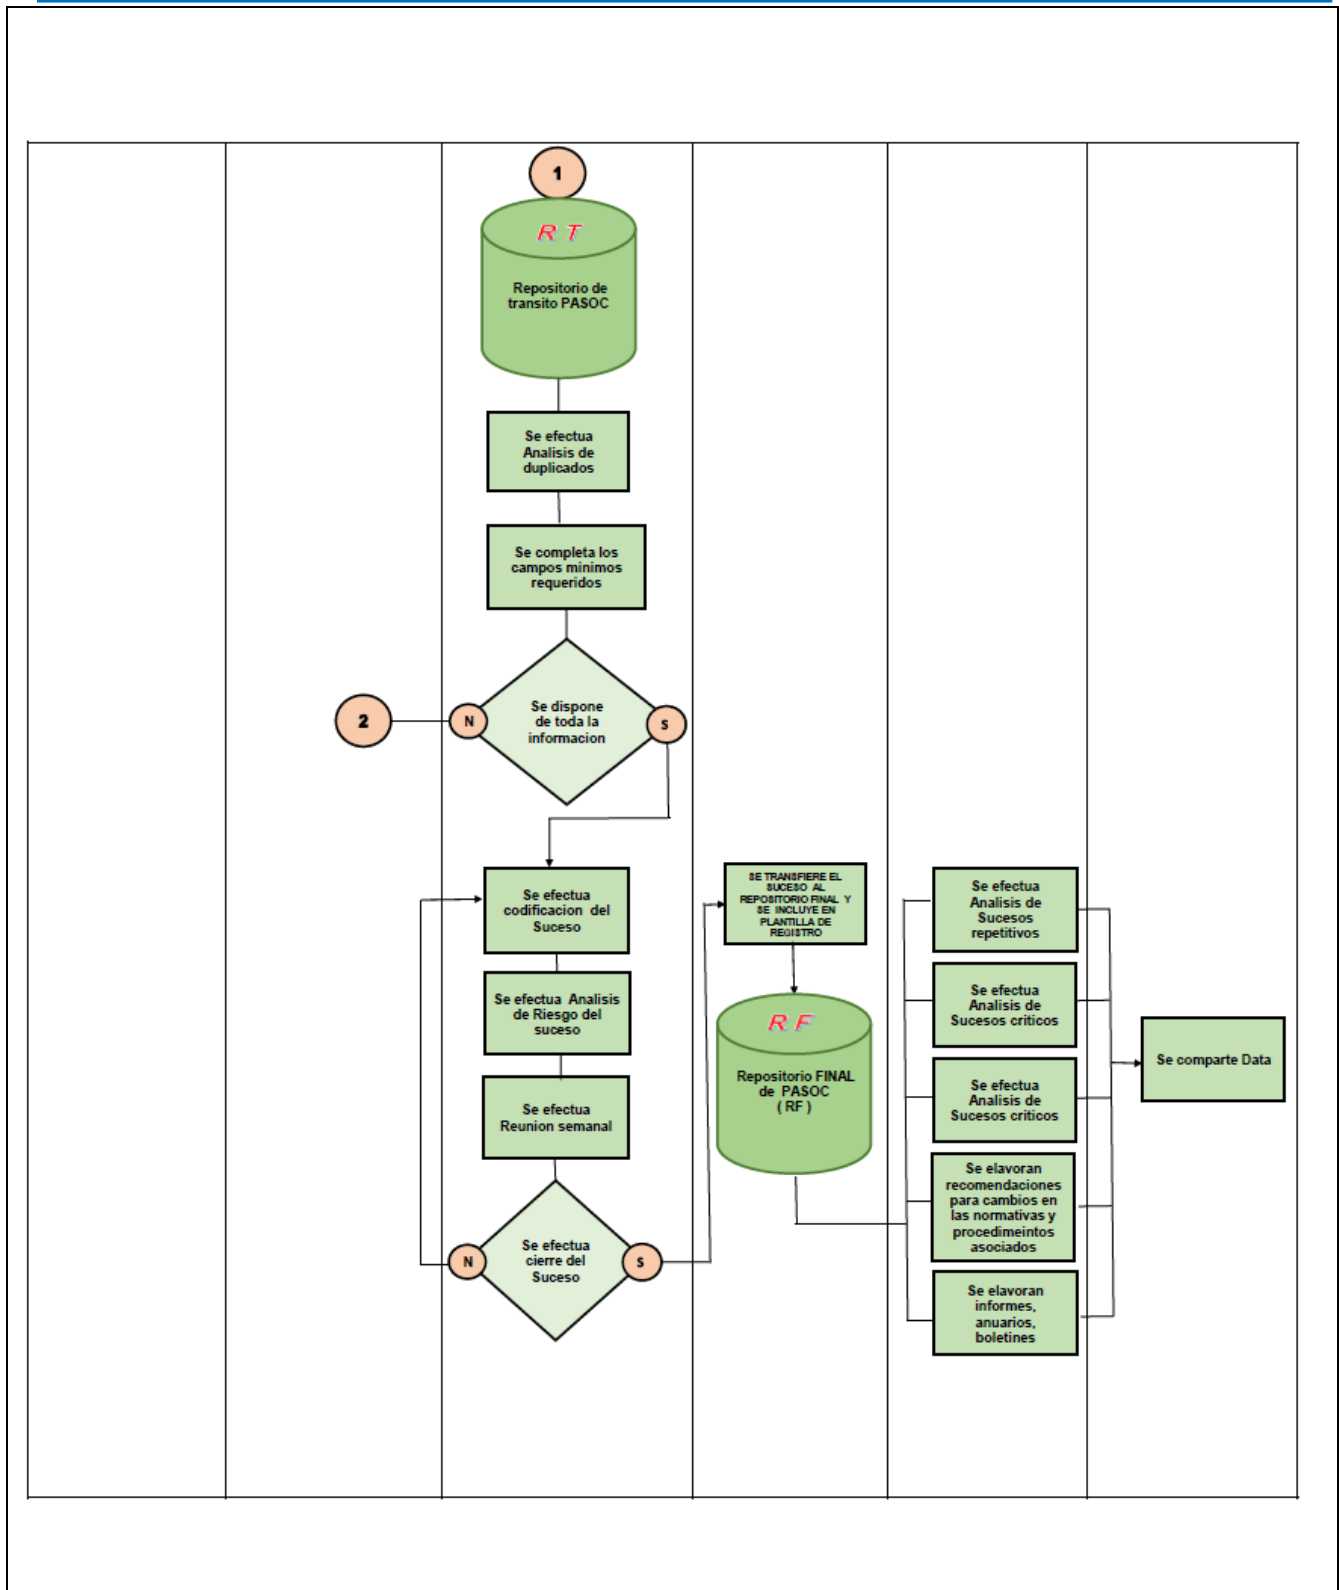 1
R T
Repositorio de
transito PASOC
Se efectua
Analisis de
duplicados
Se completa los
campos minimos
requeridos
Se dispone
de toda la
informacion
N
S
2
Se efectua
codificacion del
Suceso
Se efectua Analisis
de Riesgo del
suceso
Se efectua
Reunion semanal
Se efectua
cierre del
Suceso
N
S
SE TRANSFIERE EL
SUCESO AL
REPOSITORIO FINAL Y
SE INCLUYE EN
PLANTILLA DE
REGISTRO
R F
Repositorio FINAL
de PASOC
( RF )
Se efectua
Analisis de
Sucesos
repetitivos
Se efectua
Analisis de
Sucesos criticos
Se efectua
Analisis de
Sucesos criticos
Se elavoran
recomendaciones
para cambios en
las normativas y
procedimeintos
asociados
Se elavoran
informes,
anuarios,
boletines
Se comparte Data